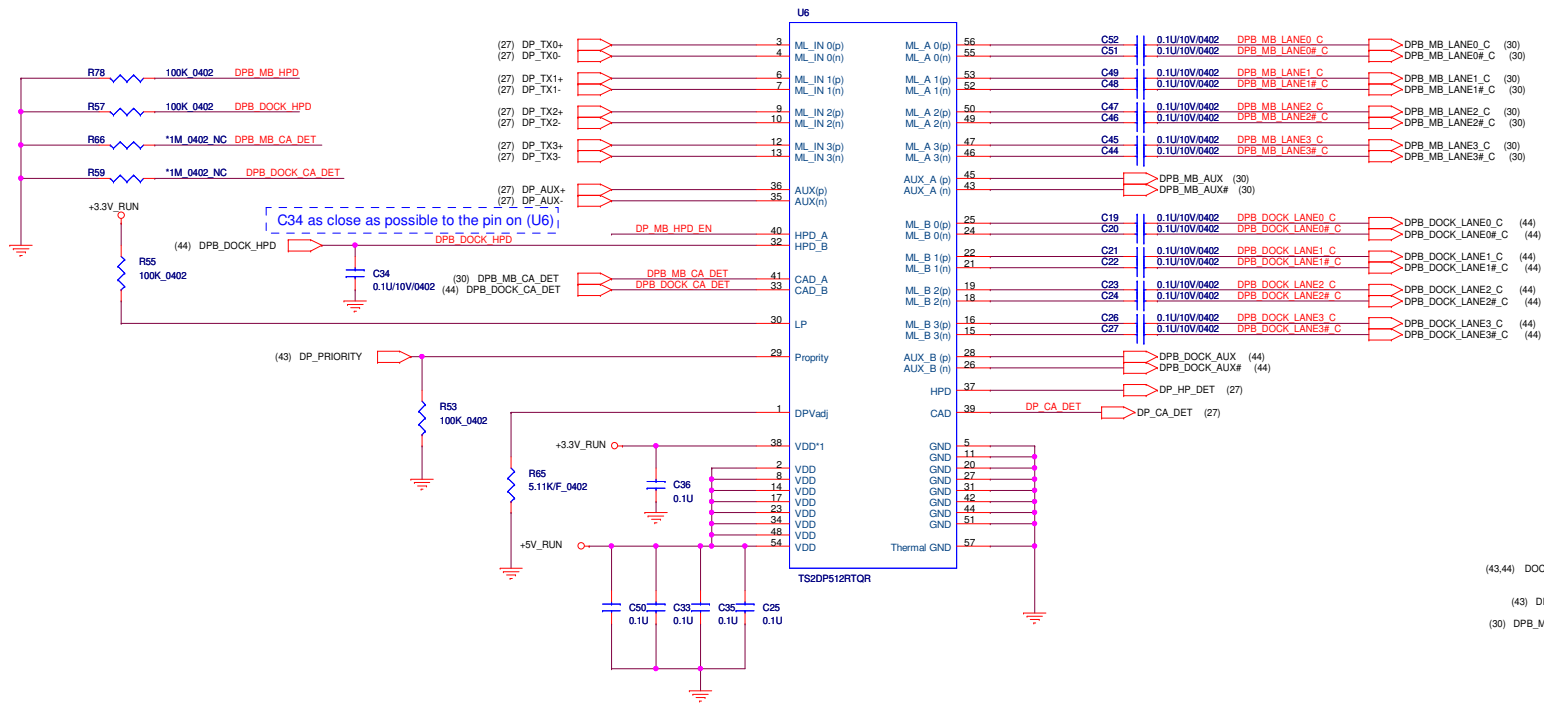 U6
(27) DP_TX0+ 3 ML_IN 0(p) ML_A 0(p) 56 C52 0.1U/10V/0402 DPB_MB_LANE0_C DPB_MB_LANE0_C (30)
(27) DP_TX0- 4 ML_IN 0(n) ML_A 0(n) 55 C51 0.1U/10V/0402 DPB_MB_LANE0#_C DPB_MB_LANE0#_C (30)
R78 100K_0402 DPB_MB_HPD
(27) DP_TX1+ 6 ML_IN 1(p) ML_A 1(p) 53 C49 0.1U/10V/0402 DPB_MB_LANE1_C DPB_MB_LANE1_C (30)
(27) DP_TX1- 7 ML_IN 1(n) ML_A 1(n) 52 C48 0.1U/10V/0402 DPB_MB_LANE1#_C DPB_MB_LANE1#_C (30)
R57 100K_0402 DPB_DOCK_HPD
(27) DP_TX2+ 9 ML_IN 2(p) ML_A 2(p) 50 C47 0.1U/10V/0402 DPB_MB_LANE2_C DPB_MB_LANE2_C (30)
(27) DP_TX2- 10 ML_IN 2(n) ML_A 2(n) 49 C46 0.1U/10V/0402 DPB_MB_LANE2#_C DPB_MB_LANE2#_C (30)
R66 *1M_0402_NC DPB_MB_CA_DET
(27) DP_TX3+ 12 ML_IN 3(p) ML_A 3(p) 47 C45 0.1U/10V/0402 DPB_MB_LANE3_C DPB_MB_LANE3_C (30)
(27) DP_TX3- 13 ML_IN 3(n) ML_A 3(n) 46 C44 0.1U/10V/0402 DPB_MB_LANE3#_C DPB_MB_LANE3#_C (30)
R59 *1M_0402_NC DPB_DOCK_CA_DET
AUX_A (p) 45 DPB_MB_AUX (30)
(27) DP_AUX+ 36 AUX(p) AUX_A (n) 43 DPB_MB_AUX# (30)
(27) DP_AUX- 35 AUX(n)
+3.3V_RUN
C34 as close as possible to the pin on (U6)
ML_B 0(p) 25 C19 0.1U/10V/0402 DPB_DOCK_LANE0_C DPB_DOCK_LANE0_C (44)
DP_MB_HPD_EN 40 HPD_A ML_B 0(n) 24 C20 0.1U/10V/0402 DPB_DOCK_LANE0#_C DPB_DOCK_LANE0#_C (44)
(44) DPB_DOCK_HPD DPB_DOCK_HPD 32 HPD_B
R55
100K_0402
C34
0.1U/10V/0402
ML_B 1(p) 22 C21 0.1U/10V/0402 DPB_DOCK_LANE1_C DPB_DOCK_LANE1_C (44)
ML_B 1(n) 21 C22 0.1U/10V/0402 DPB_DOCK_LANE1#_C DPB_DOCK_LANE1#_C (44)
(30) DPB_MB_CA_DET DPB_MB_CA_DET 41 CAD_A
(44) DPB_DOCK_CA_DET DPB_DOCK_CA_DET 33 CAD_B
ML_B 2(p) 19 C23 0.1U/10V/0402 DPB_DOCK_LANE2_C DPB_DOCK_LANE2_C (44)
ML_B 2(n) 18 C24 0.1U/10V/0402 DPB_DOCK_LANE2#_C DPB_DOCK_LANE2#_C (44)
30 LP ML_B 3(p) 16 C26 0.1U/10V/0402 DPB_DOCK_LANE3_C DPB_DOCK_LANE3_C (44)
ML_B 3(n) 15 C27 0.1U/10V/0402 DPB_DOCK_LANE3#_C DPB_DOCK_LANE3#_C (44)
(43) DP_PRIORITY 29 Proprity AUX_B (p) 28 DPB_DOCK_AUX (44)
AUX_B (n) 26 DPB_DOCK_AUX# (44)
HPD 37 DP_HP_DET (27)
R53
100K_0402
1 DPVadj CAD 39 DP_CA_DET DP_CA_DET (27)
+3.3V_RUN 38 VDD*1 GND 5
GND 11
2 VDD GND 20
8 VDD GND 27
14 VDD GND 31
17 VDD GND 42
23 VDD GND 44
34 VDD GND 51
48 VDD
+5V_RUN 54 VDD Thermal GND 57
R65
5.11K/F_0402
C36
0.1U
TS2DP512RTQR
C50 C33 C35 C25
0.1U 0.1U 0.1U 0.1U
(43,44) DOC
(43) D
(30) DPB_M